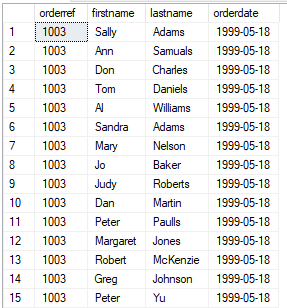 orderref firstname lastname orderdate
1 1003 Sally Adams 1999-05-18
2 1003 Ann Samuals 1999-05-18
3 1003 Don Charles 1999-05-18
4 1003 Tom Daniels 1999-05-18
5 1003 Al Williams 1999-05-18
6 1003 Sandra Adams 1999-05-18
7 1003 Mary Nelson 1999-05-18
8 1003 Jo Baker 1999-05-18
9 1003 Judy Roberts 1999-05-18
10 1003 Dan Martin 1999-05-18
11 1003 Peter Paulls 1999-05-18
12 1003 Margaret Jones 1999-05-18
13 1003 Robert McKenzie 1999-05-18
14 1003 Greg Johnson 1999-05-18
15 1003 Peter Yu 1999-05-18